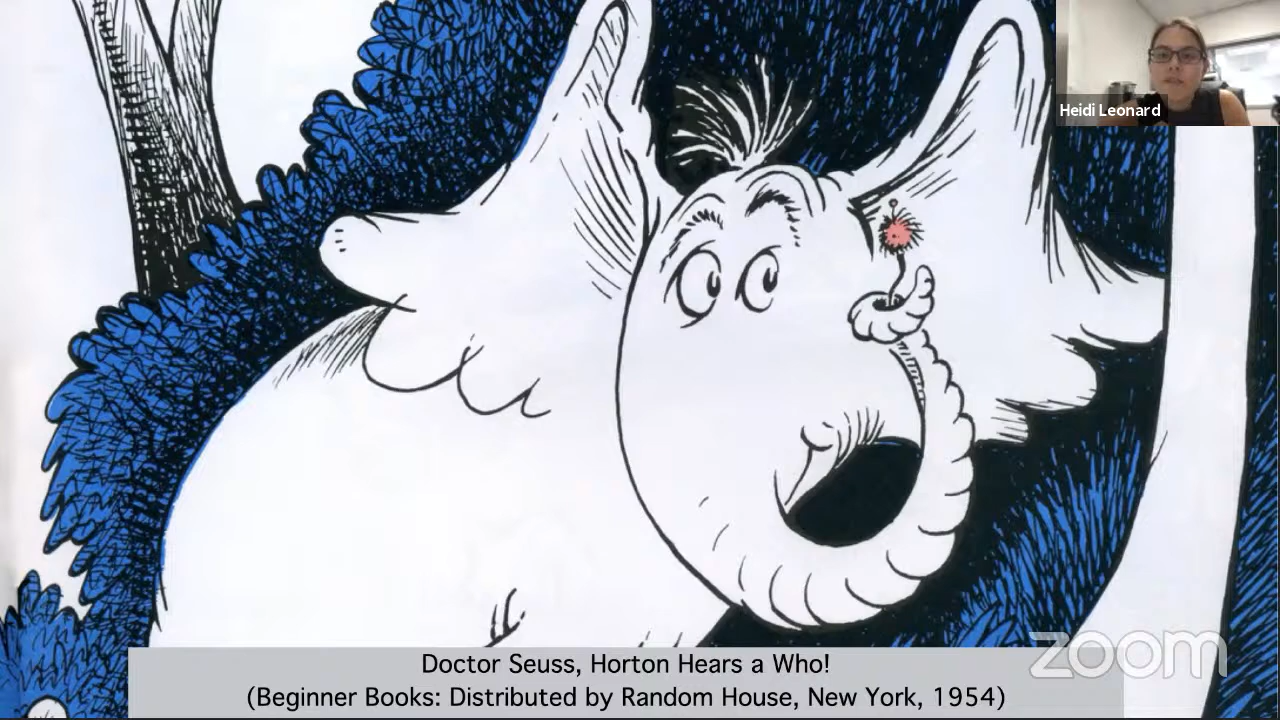 Heidi Leonard
Doctor Seuss, Horton Hears a Who!
(Beginner Books: Distributed by Random House, New York, 1954)
zoom